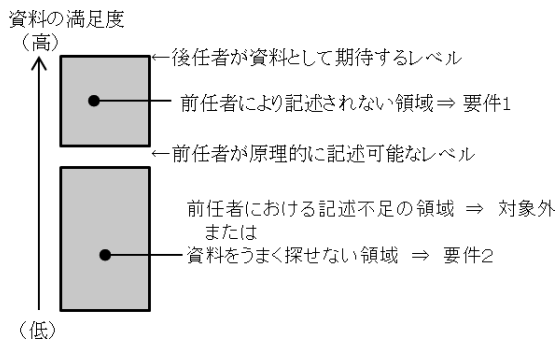 資料の満足度
（高）
←後任者が資料として期待するレベル
前任者により記述されない領域⇒ 要件1
←前任者が原理的に記述可能なレベル
前任者における記述不足の領域 ⇒ 対象外
または
資料をうまく探せない領域 ⇒ 要件2
（低）